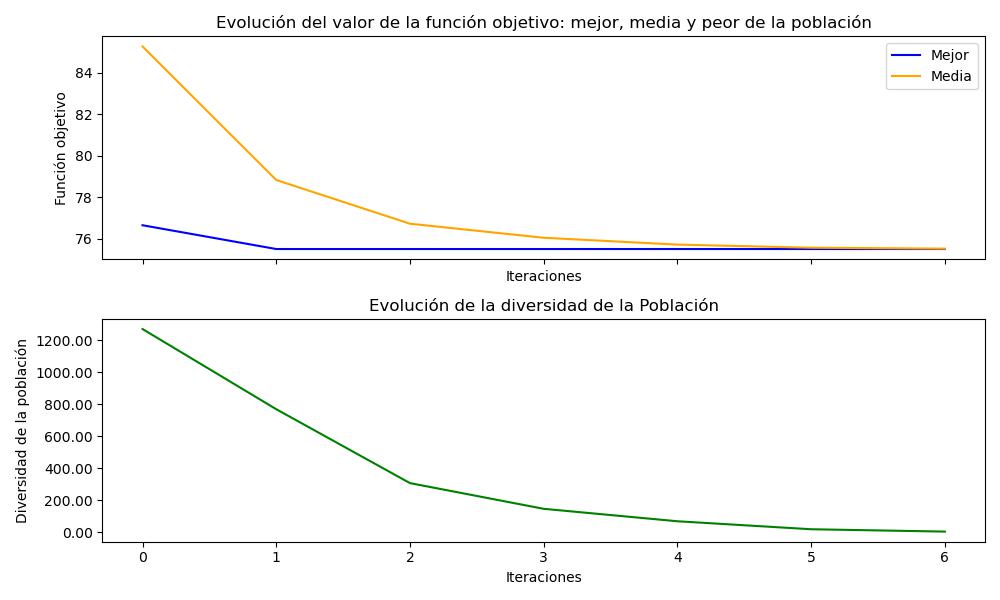 Evolución del valor de la función objetivo: mejor, media y peor de la población
Función objetivo
84
82
80
78
76
Mejor
Media
Iteraciones
Evolución de la diversidad de la Población
Diversidad de la población
1200.00
1000.00
800.00
600.00
400.00
200.00
0.00
0 1 2 3 4 5 6
Iteraciones